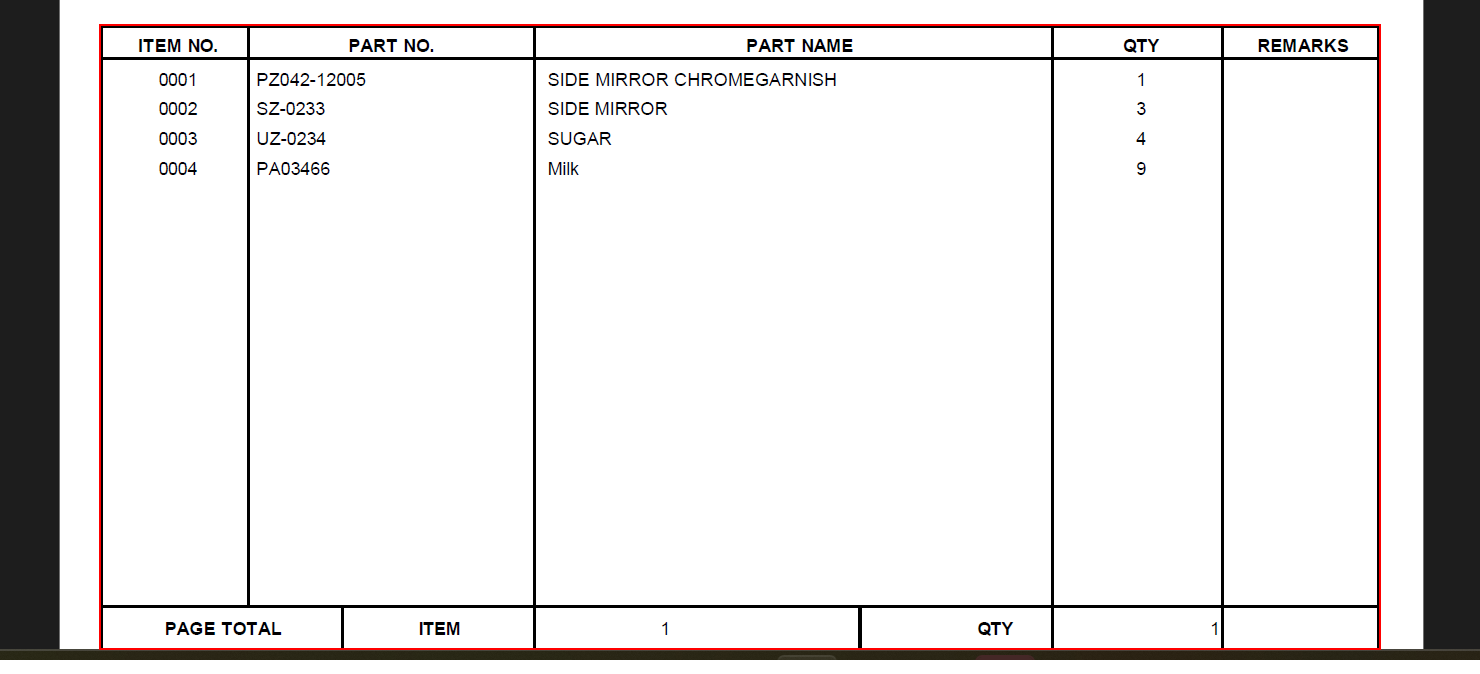 ITEM NO. PART NO. PART NAME QTY REMARKS
0001 PZ042-12005 SIDE MIRROR CHROMEGARNISH 1
0002 SZ-0233 SIDE MIRROR 3
0003 UZ-0234 SUGAR 4
0004 PA03466 Milk 9
PAGE TOTAL ITEM 1 QTY 1